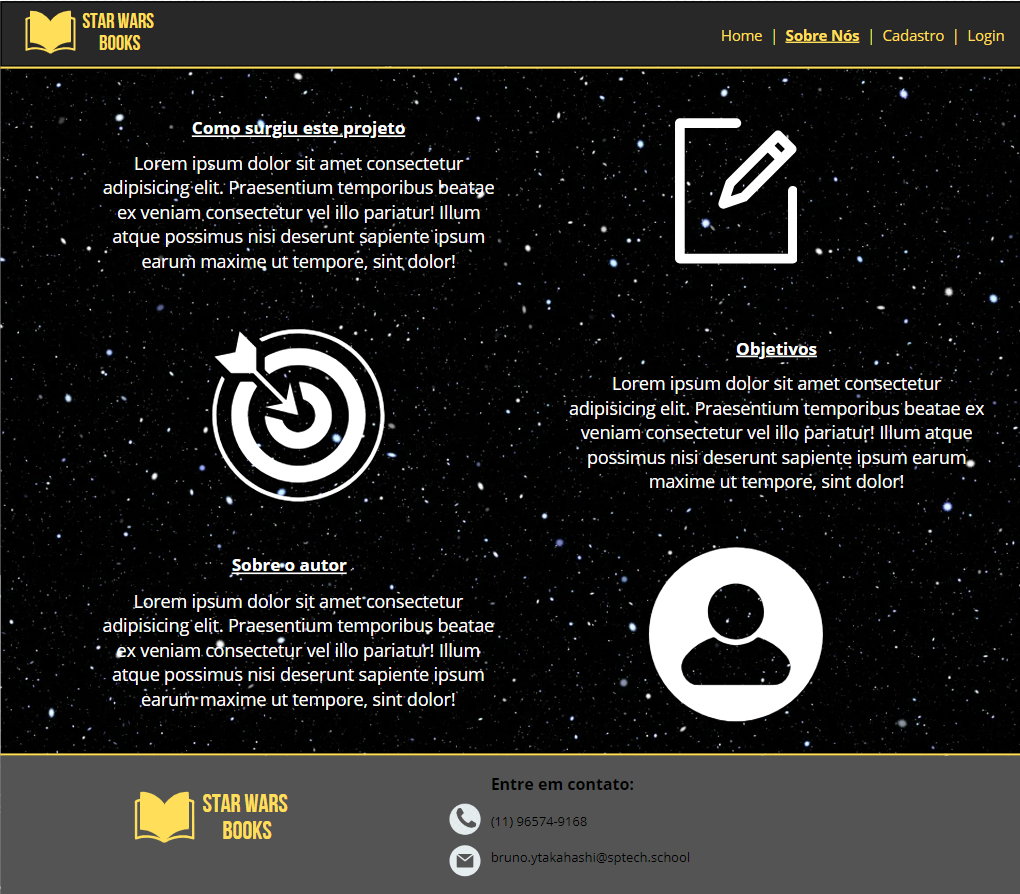 STAR WARS
BOOKS
Home | Sobre Nós | Cadastro | Login
Como surgiu este projeto
Lorem ipsum dolor sit amet consectetur
adipisicing elit. Praesentium temporibus beatae
ex veniam consectetur vel illo pariatur! Illum
atque possimus nisi deserunt sapiente ipsum
earum maxime ut tempore, sint dolor!
Objetivos
Lorem ipsum dolor sit amet consectetur
adipisicing elit. Praesentium temporibus beatae ex
veniam consectetur vel illo pariatur! Illum atque
possimus nisi deserunt sapiente ipsum earum
maxime ut tempore, sint dolor!
Sobre o autor
Lorem ipsum dolor sit amet consectetur
adipisicing elit. Praesentium temporibus beatae
ex veniam consectetur vel illo pariatur! Illum
atque possimus nisi deserunt sapiente ipsum
earum maxime ut tempore, sint dolor!
STAR WARS
BOOKS
Entre em contato:
(11) 96574-9168
bruno.ytakahashi@sptech.school